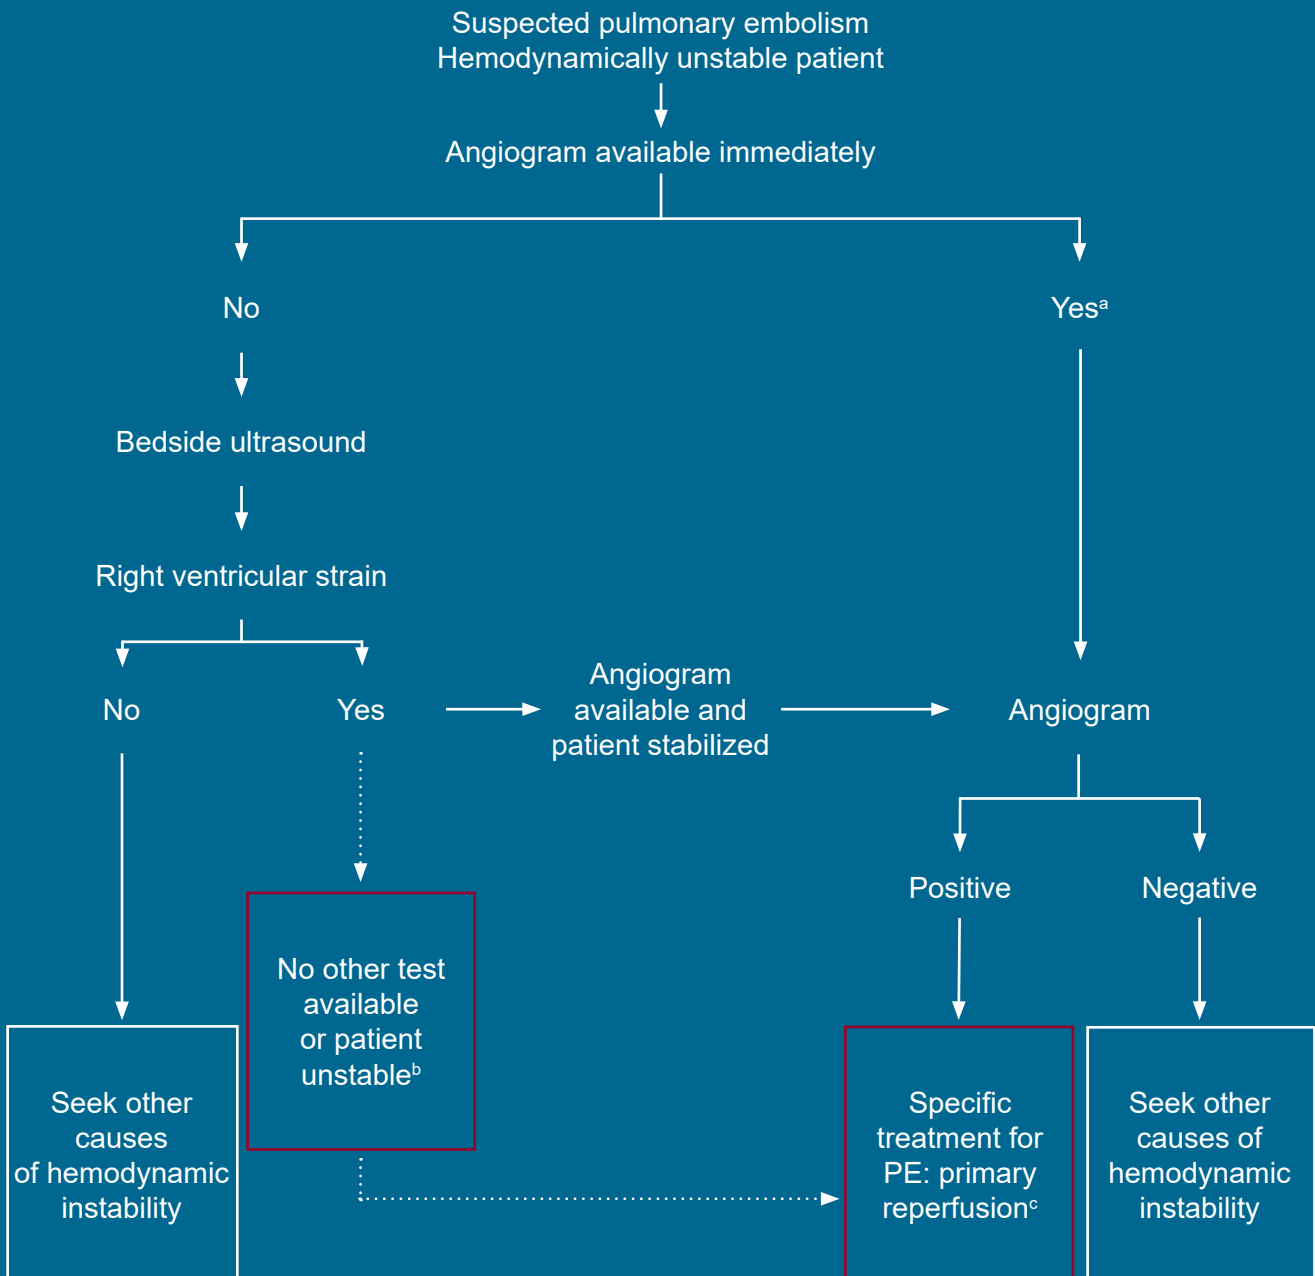 Suspected pulmonary embolism
Hemodynamically unstable patient
Angiogram available immediately
No
Yesᵃ
Bedside ultrasound
Right ventricular strain
No
Yes
Angiogram
available and
patient stabilized
Angiogram
Positive
Negative
No other test
available
or patient
unstableᵇ
Seek other
causes
of hemodynamic
instability
Specific
treatment for
PE: primary
reperfusionᶜ
Seek other
causes of
hemodynamic
instability